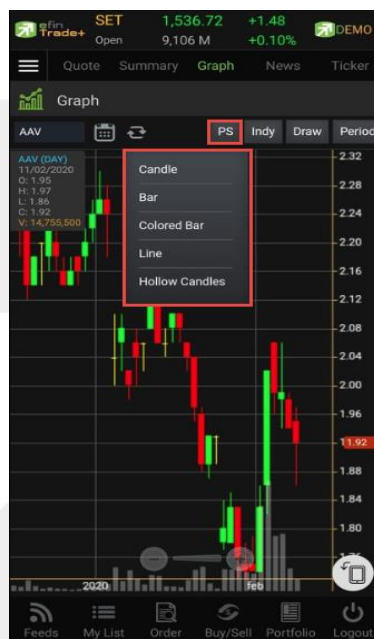 efin Trade+ SET 1,536.72 +1.48 DEMO
Open 9,106 M +0.10%
Quote Summary Graph News Ticker
Graph
AAV PS Indy Draw Period
AAV (DAY)
11/02/2020
O: 1.95
H: 1.97
L: 1.86
C: 1.92
V: 14,755,500
Candle
Bar
Colored Bar
Line
Hollow Candles
2.32
2.28
2.24
2.20
2.16
2.12
2.08
2.04
2.00
1.96
1.92
1.88
1.84
1.80
1.76
2020 feb
Feeds My List Order Buy/Sell Portfolio Logout